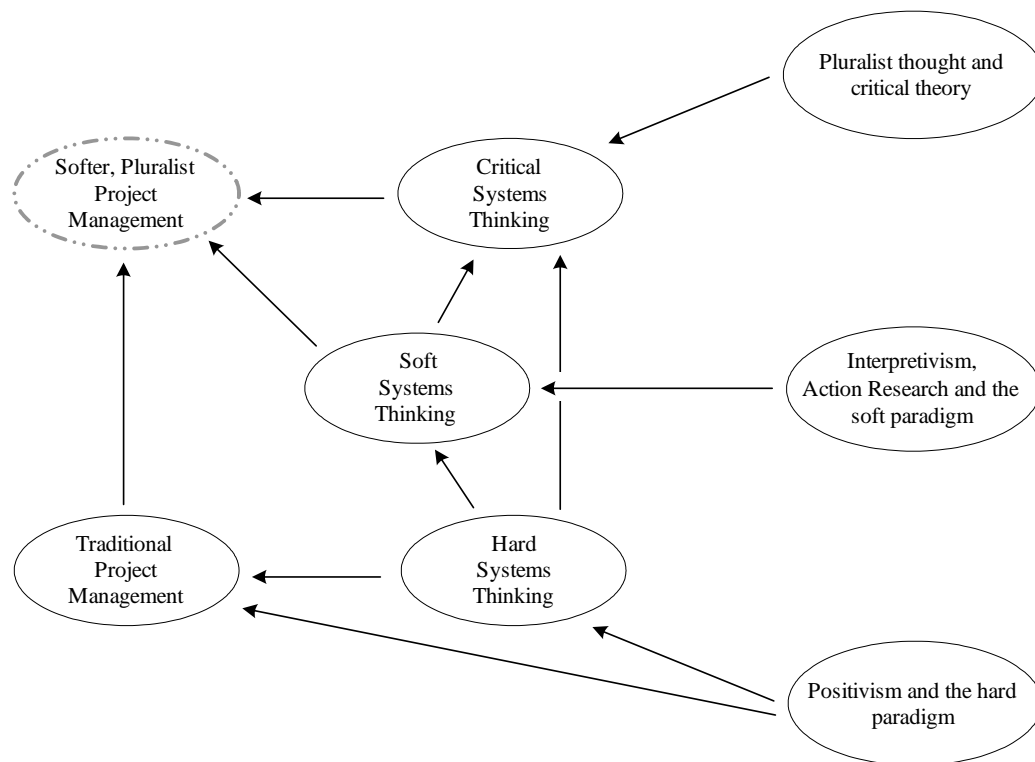 Pluralist thought and
critical theory
Softer, Pluralist
Project
Management
Critical
Systems
Thinking
Soft
Systems
Thinking
Interpretivism,
Action Research and the
soft paradigm
Traditional
Project
Management
Hard
Systems
Thinking
Positivism and the hard
paradigm